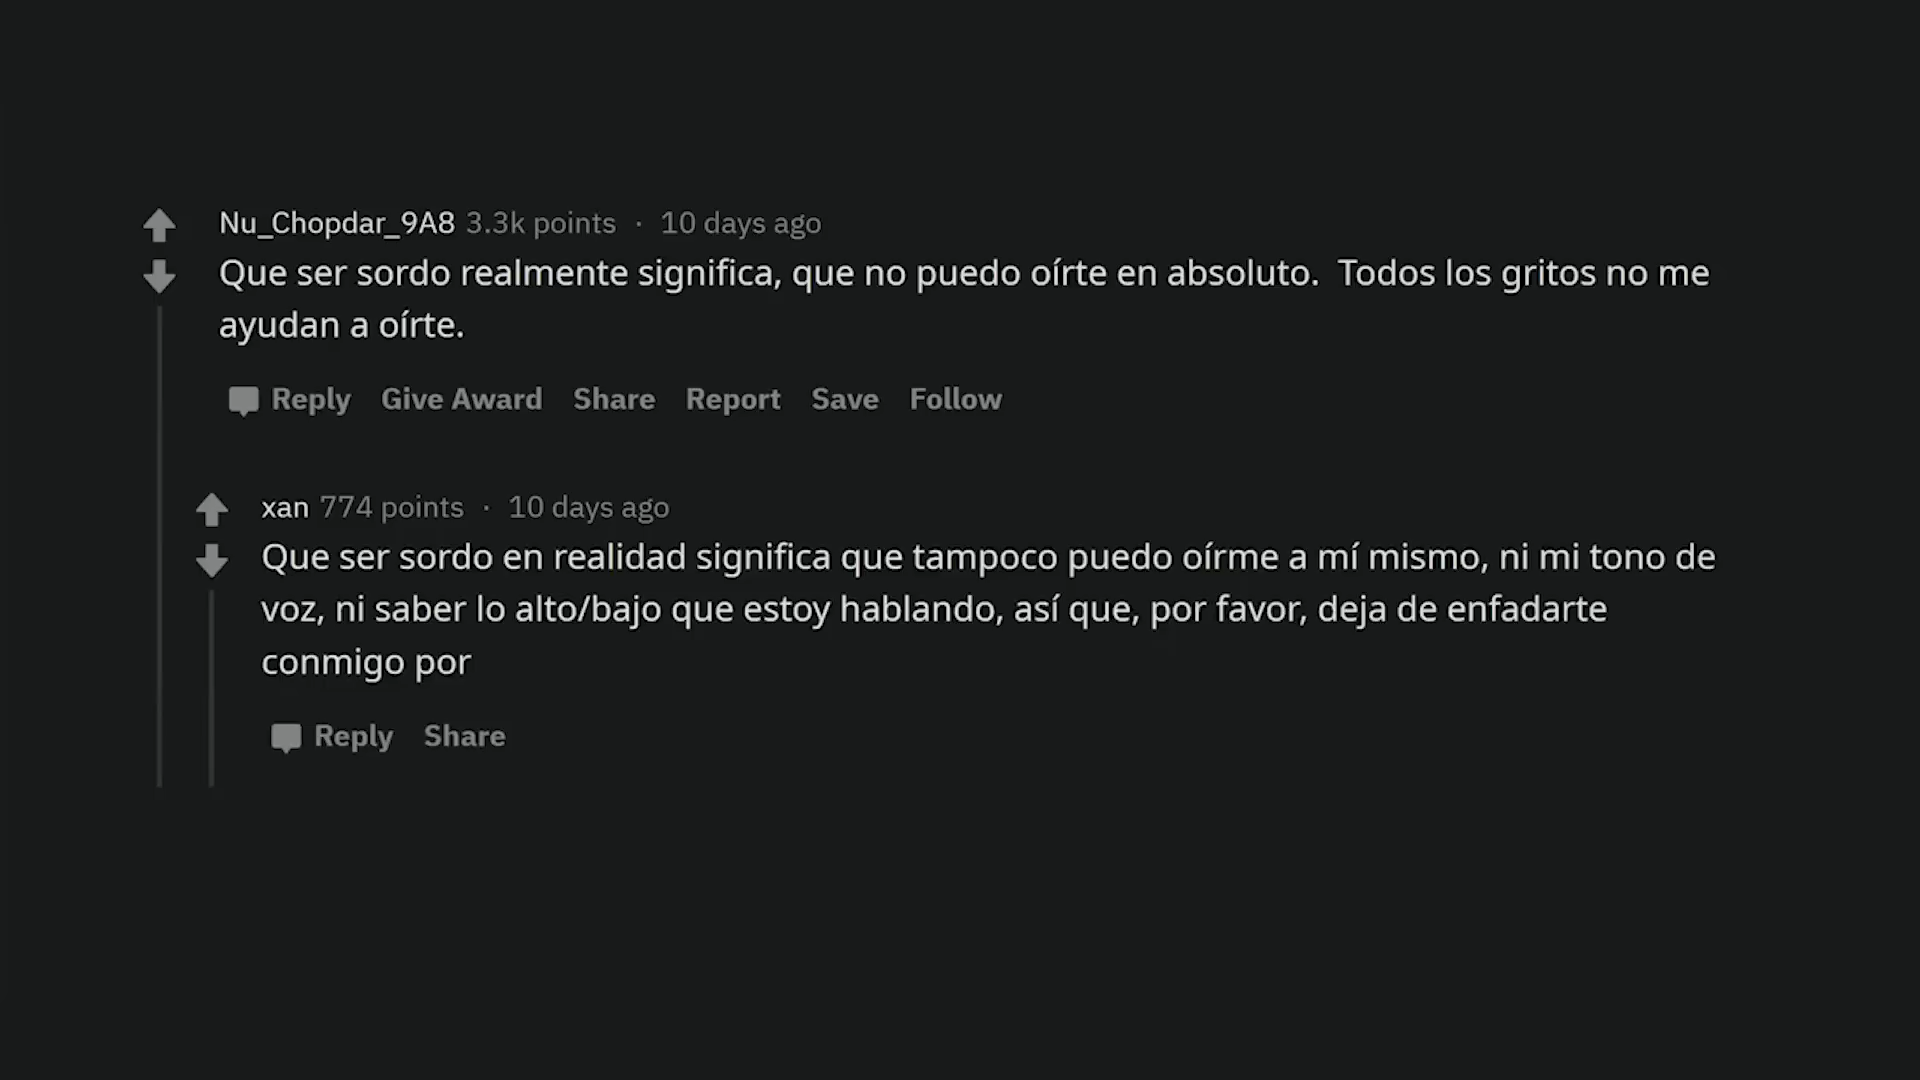 Nu_Chopdar_9A8 3.3k points · 10 days ago
Que ser sordo realmente significa, que no puedo oírte en absoluto.  Todos los gritos no me
ayudan a oírte.
Reply Give Award Share Report Save Follow
xan 774 points · 10 days ago
Que ser sordo en realidad significa que tampoco puedo oírme a mí mismo, ni mi tono de
voz, ni saber lo alto/bajo que estoy hablando, así que, por favor, deja de enfadarte
conmigo por
Reply Share